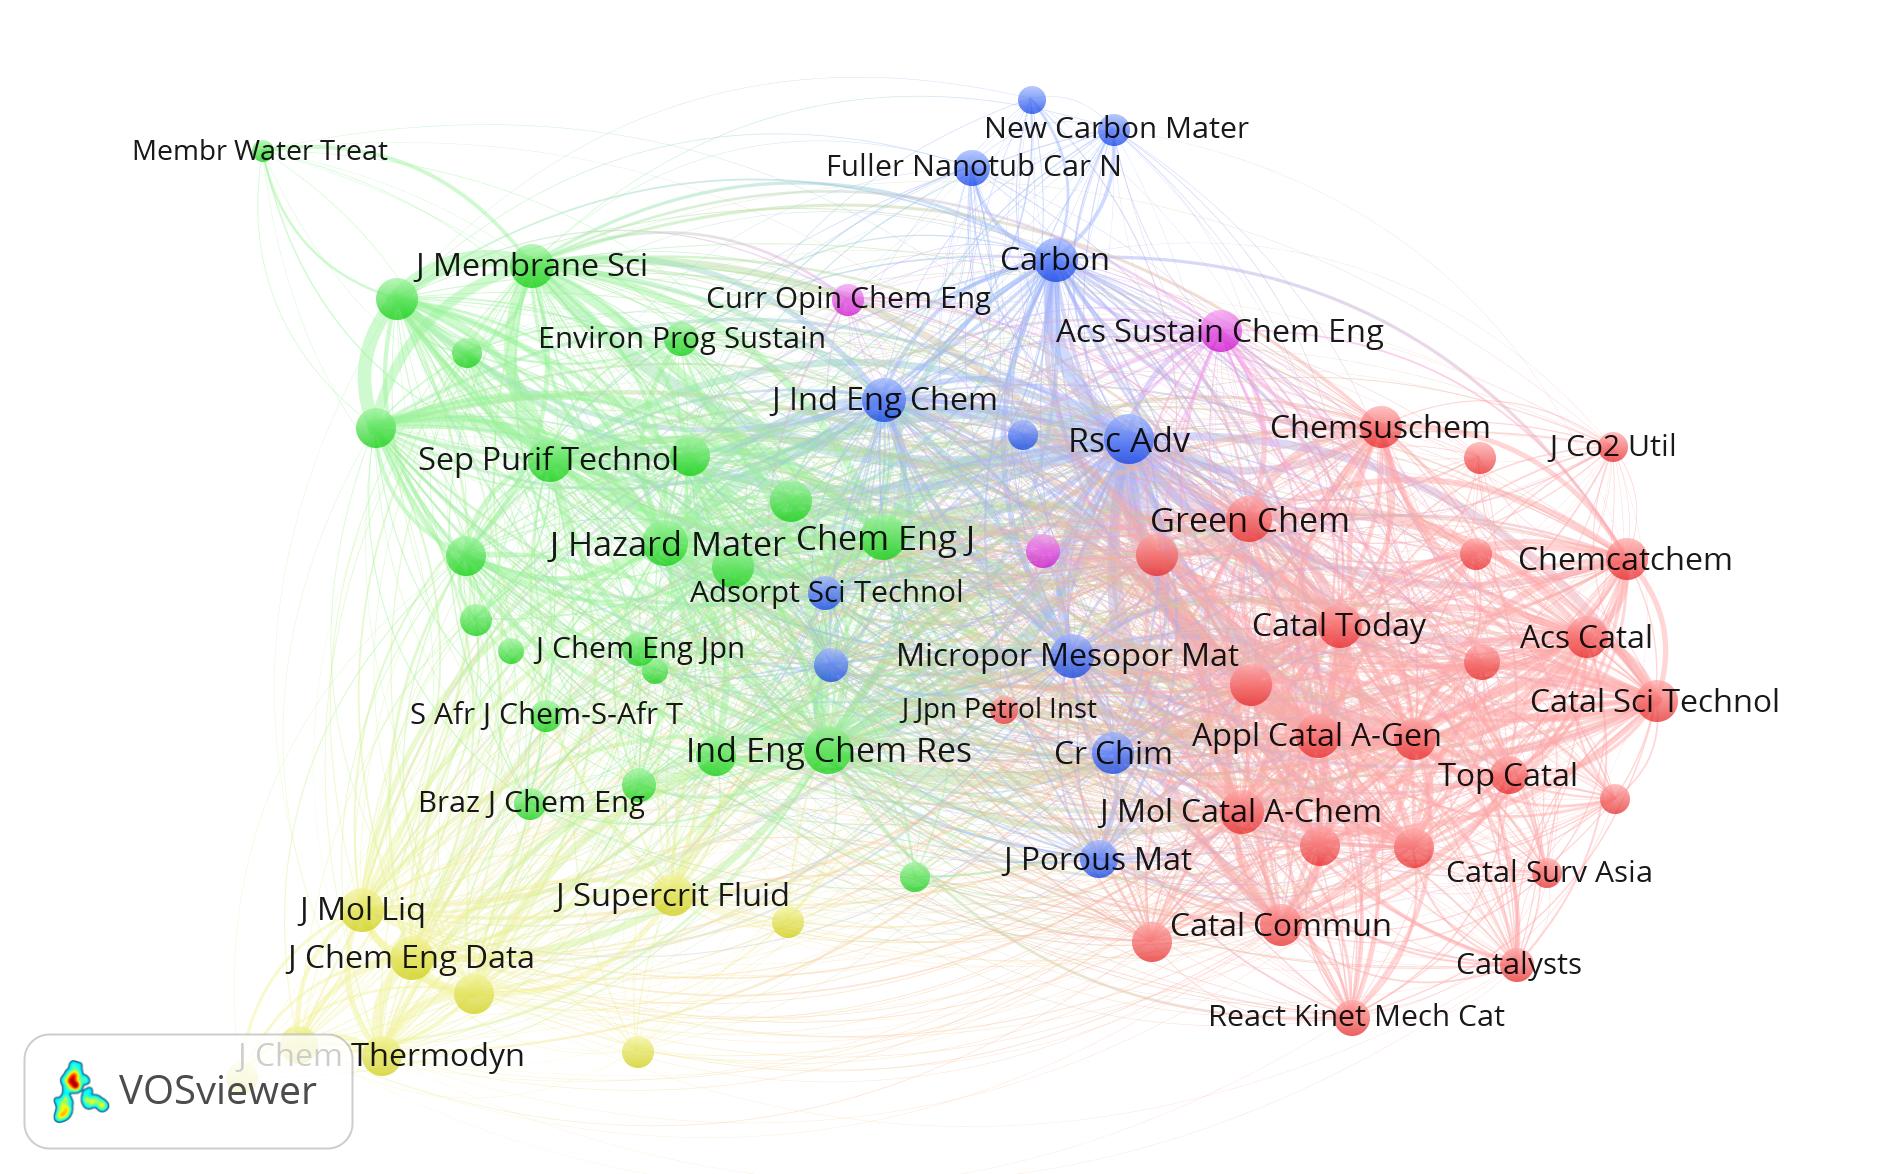 New Carbon Mater
Membr Water Treat
Fuller Nanotub Car N
Carbon
J Membrane Sci
Curr Opin Chem Eng
Acs Sustain Chem Eng
Environ Prog Sustain
J Ind Eng Chem
Chemsuschem
Rsc Adv
J Co2 Util
Sep Purif Technol
Green Chem
Chem Eng J
J Hazard Mater
Chemcatchem
Adsorpt Sci Technol
Catal Today
Acs Catal
J Chem Eng Jpn
Micropor Mesopor Mat
Catal Sci Technol
J Jpn Petrol Inst
S Afr J Chem-S-Afr T
Appl Catal A-Gen
Ind Eng Chem Res
Cr Chim
Top Catal
Braz J Chem Eng
J Mol Catal A-Chem
J Porous Mat
Catal Surv Asia
J Supercrit Fluid
J Mol Liq
Catal Commun
J Chem Eng Data
Catalysts
React Kinet Mech Cat
J Chem Thermodyn
VOSviewer